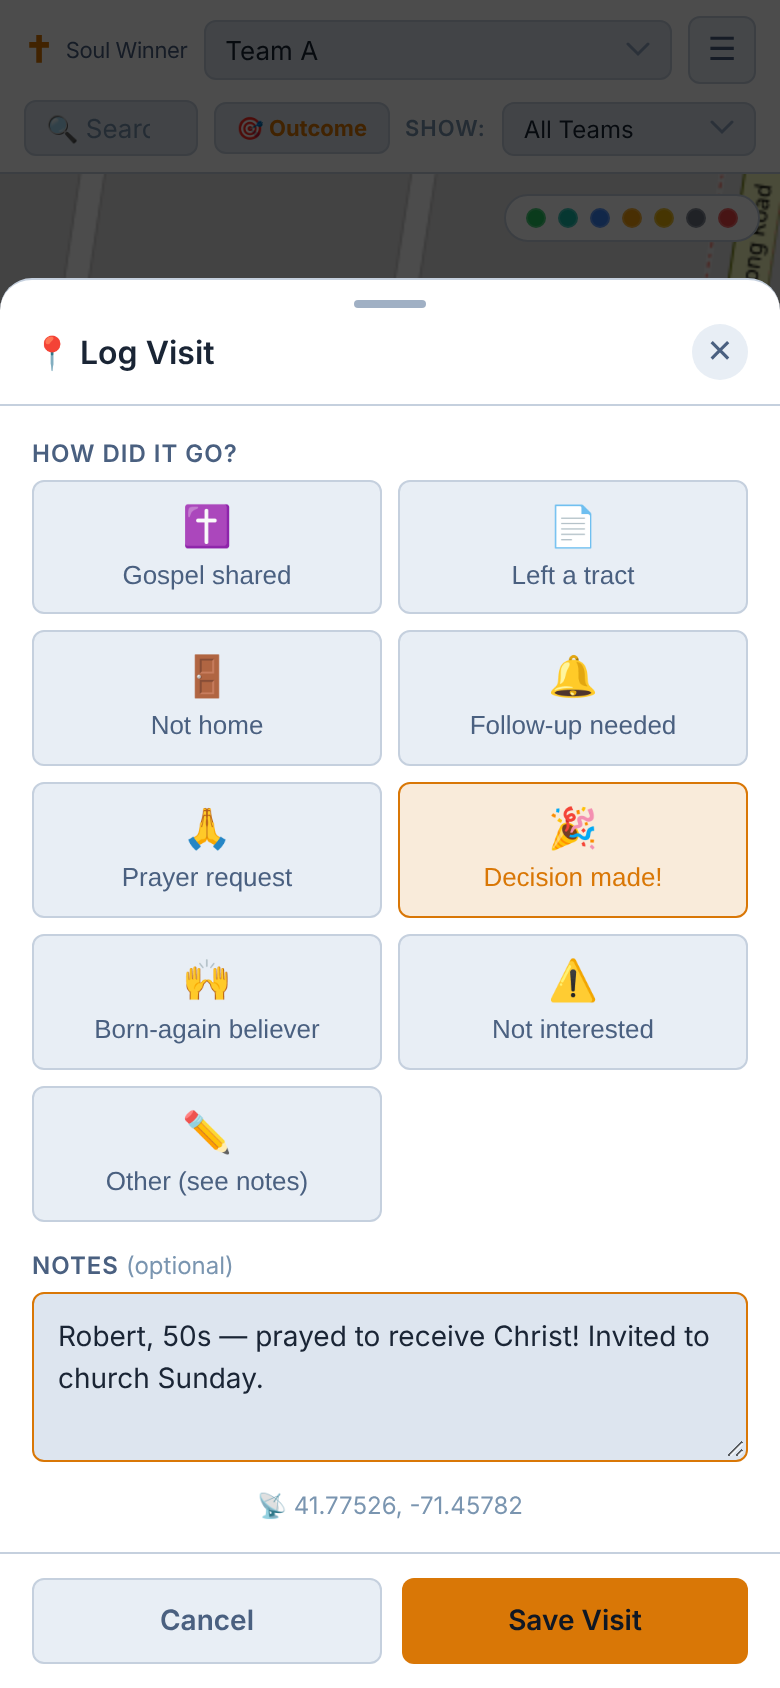 Soul Winner
Team A
Searc
Outcome
SHOW:
All Teams
ong Road
Log Visit
HOW DID IT GO?
Gospel shared
Left a tract
Not home
Follow-up needed
Prayer request
Decision made!
Born-again believer
Not interested
Other (see notes)
NOTES (optional)
Robert, 50s — prayed to receive Christ! Invited to
church Sunday.
41.77526, -71.45782
Cancel
Save Visit